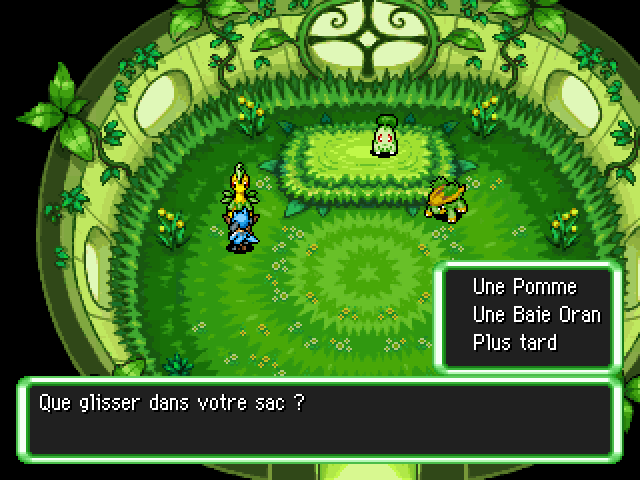 Une Pomme
Une Baie Oran
Plus tard
Que glisser dans votre sac ?